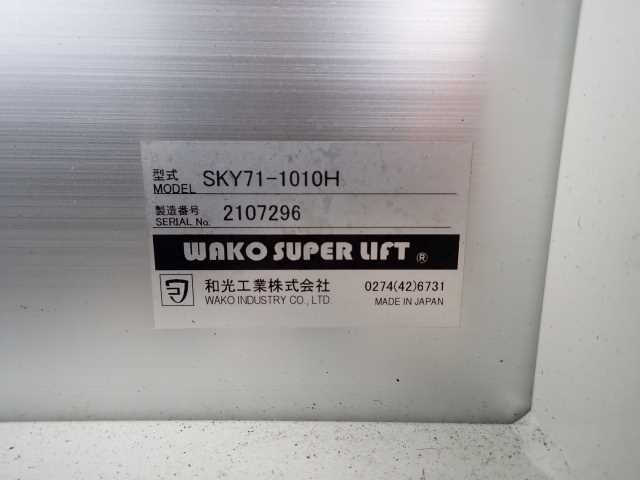 型式
MODEL SKY71-1010H
製造番号
SERIAL No. 2107296
WAKO SUPER LIFT ®
和光工業株式会社 0274(42)6731
WAKO INDUSTRY CO., LTD. MADE IN JAPAN